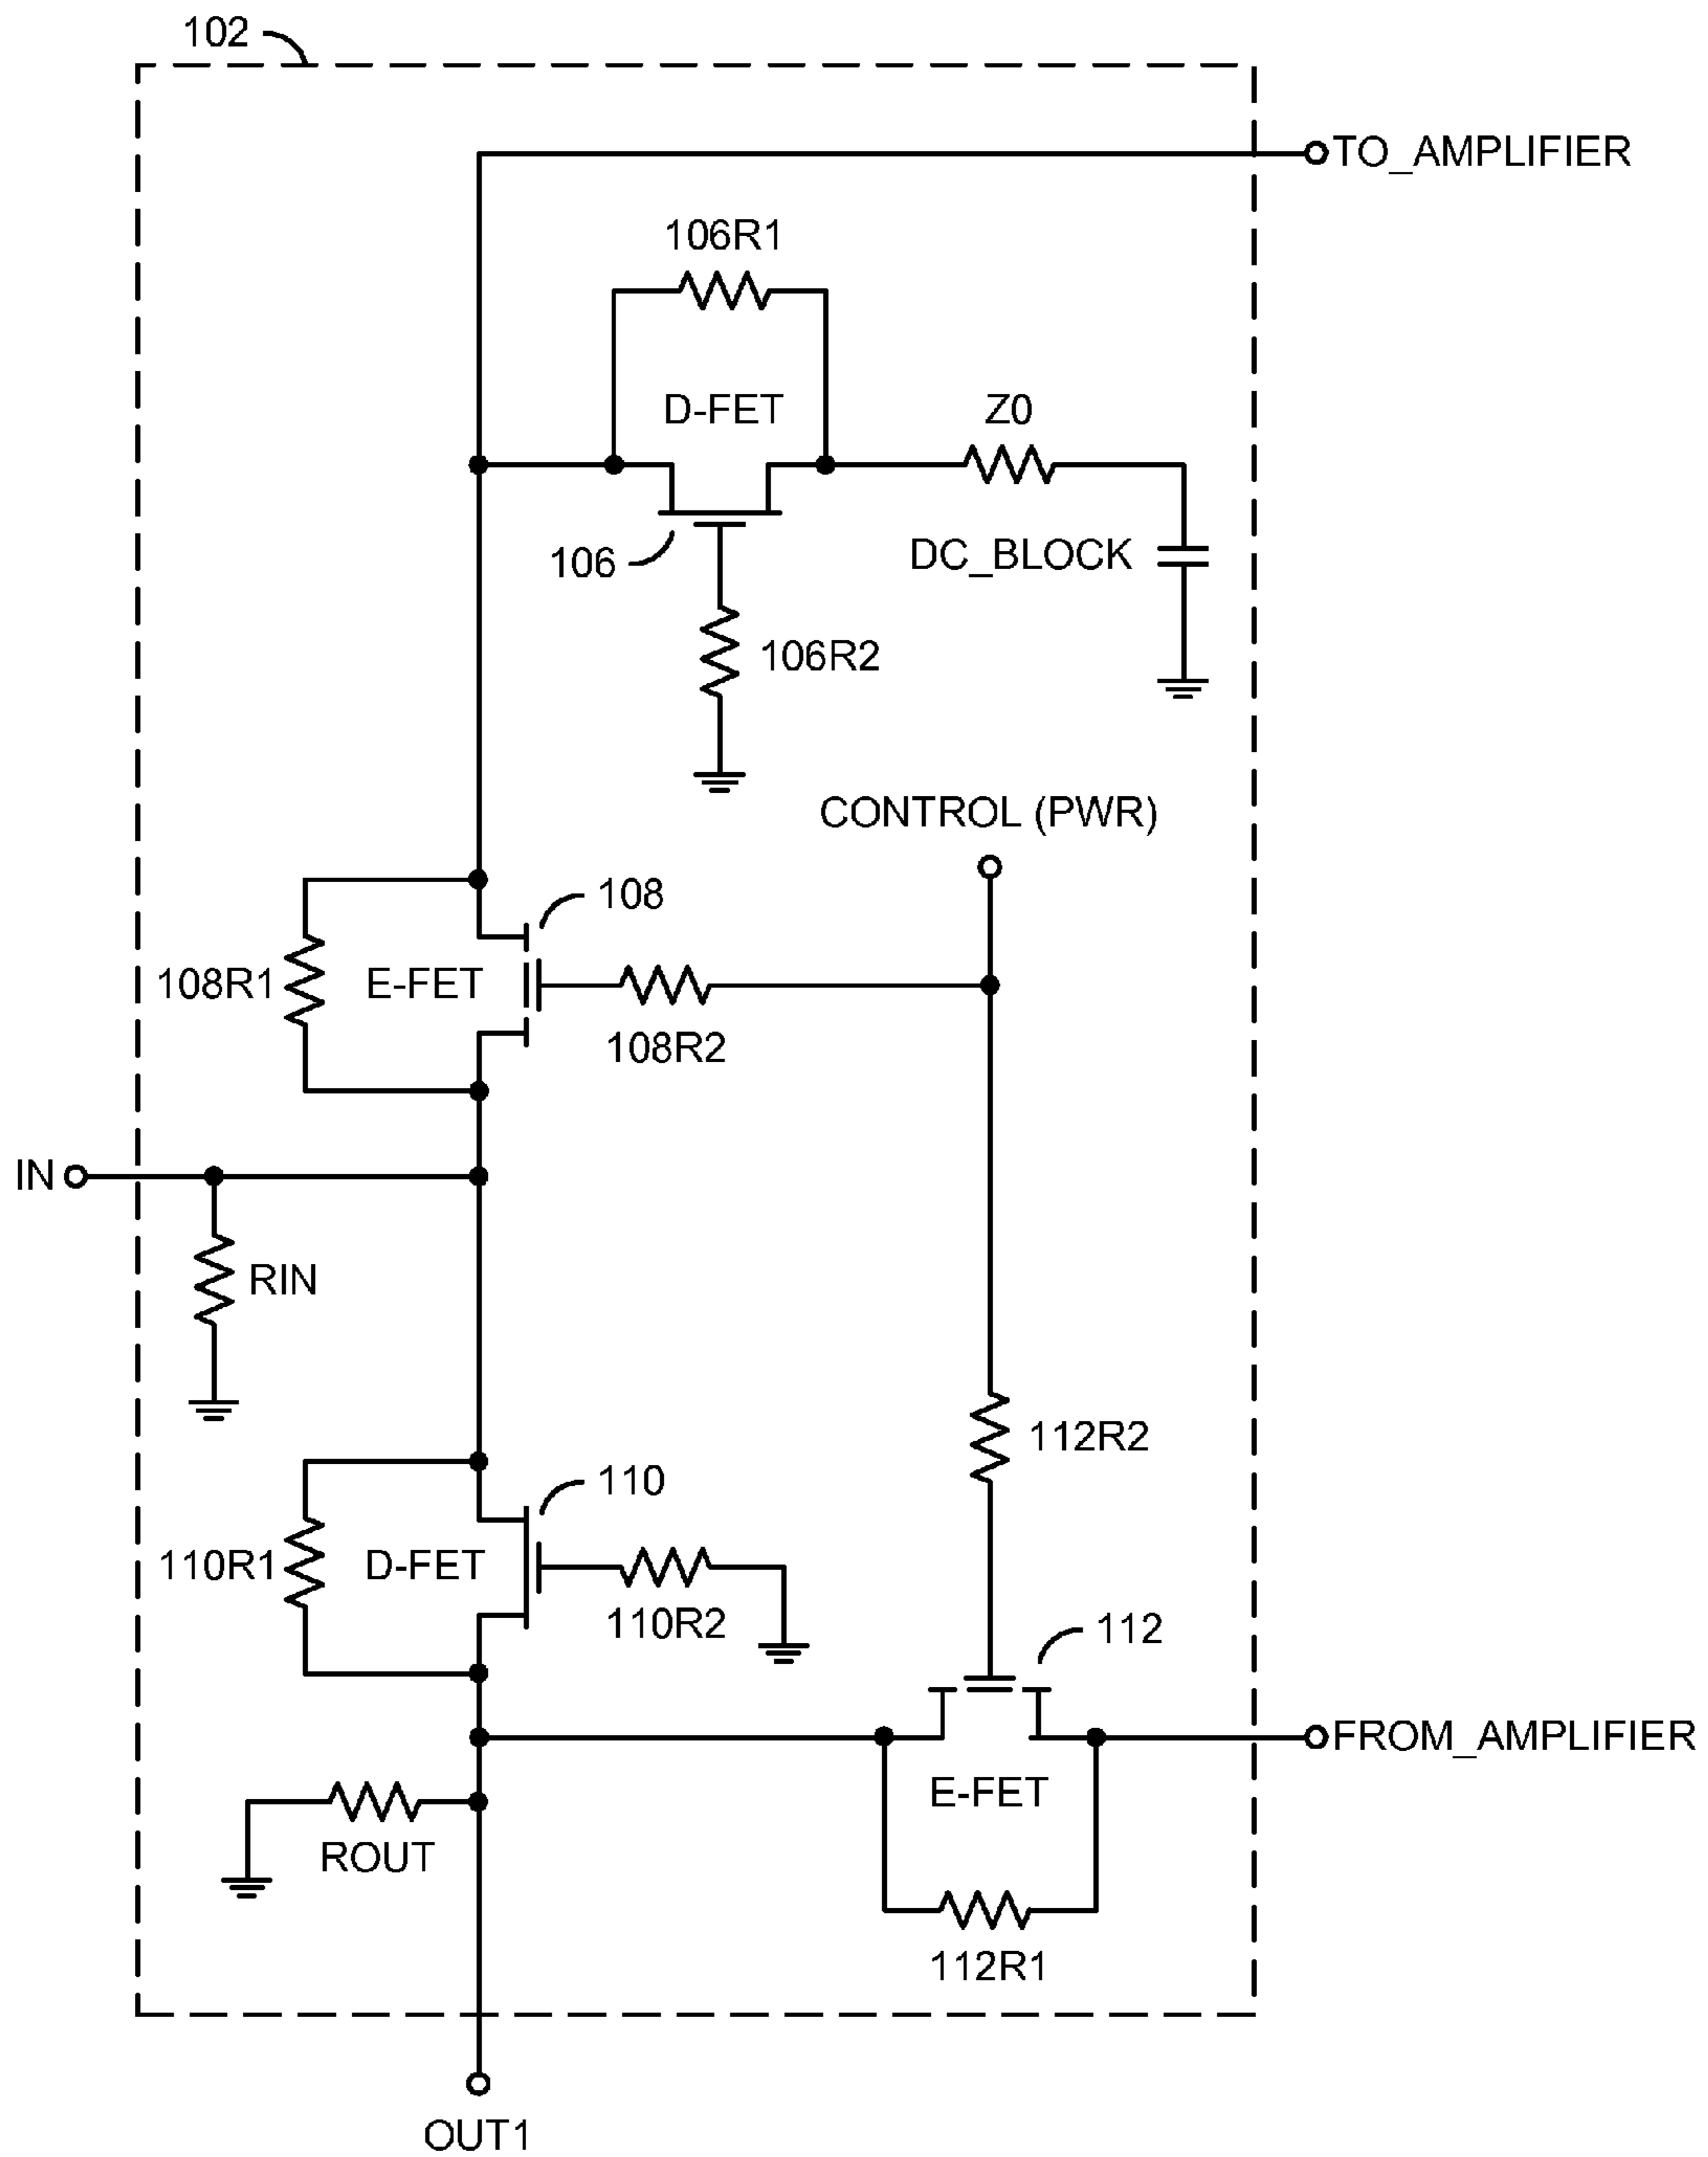 102
TO_AMPLIFIER
106R1
D-FET
Z0
106
DC_BLOCK
106R2
CONTROL (PWR)
108
108R1
E-FET
108R2
IN
RIN
112R2
110
110R1
D-FET
110R2
112
FROM_AMPLIFIER
E-FET
ROUT
112R1
OUT1